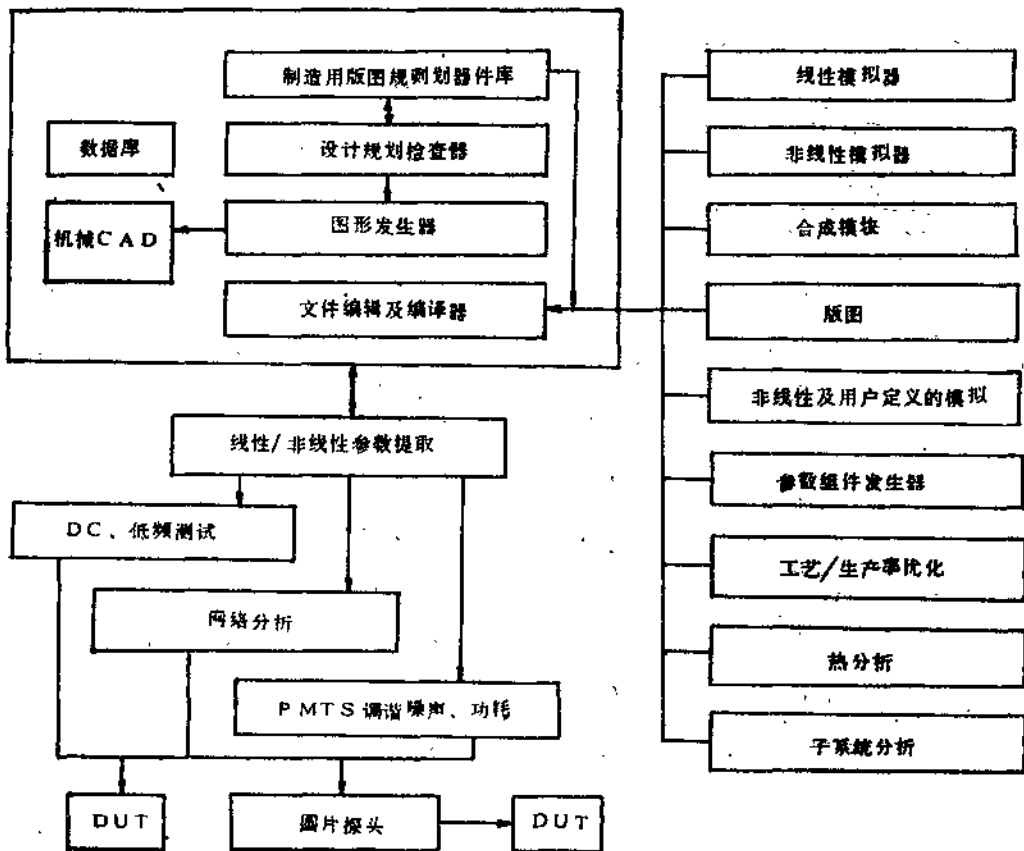 制造用版图规则划器件库
数据库
设计规划检查器
机械CAD
图形发生器
文件编辑及编译器
线性/非线性参数提取
DC、低频测试
网络分析
PMTS调谐噪声、功耗
DUT
圆片探头
DUT
线性模拟器
非线性模拟器
合成模块
版图
非线性及用户定义的模拟
参数组件发生器
工艺/生产率优化
热分析
子系统分析